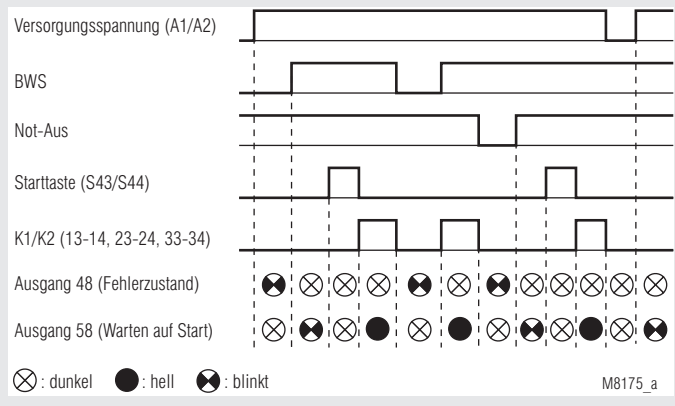 Versorgungsspannung (A1/A2)
BWS
Not-Aus
Starttaste (S43/S44)
K1/K2 (13-14, 23-24, 33-34)
Ausgang 48 (Fehlerzustand)
Ausgang 58 (Warten auf Start)
: dunkel : hell : blinkt
M8175_a